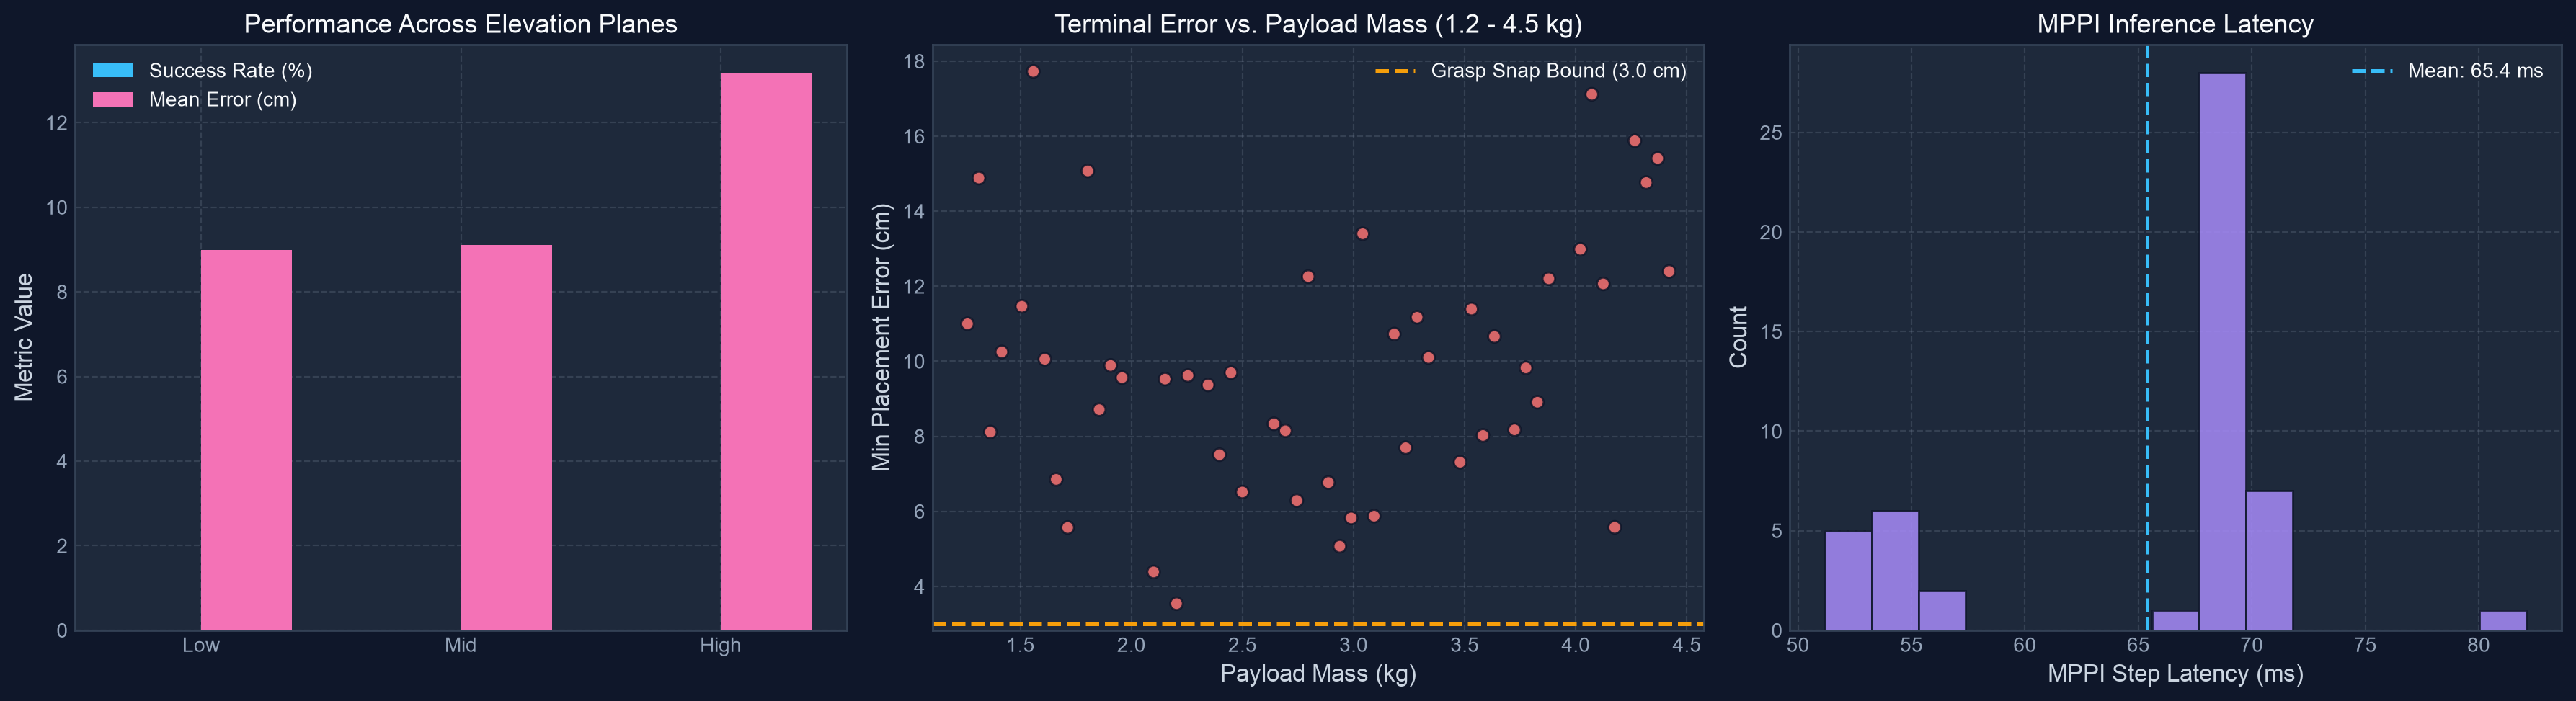 Performance Across Elevation Planes
Success Rate (%)
Mean Error (cm)
Metric Value
12
10
8
6
4
2
0
Low Mid High
Terminal Error vs. Payload Mass (1.2 - 4.5 kg)
Grasp Snap Bound (3.0 cm)
Min Placement Error (cm)
18
16
14
12
10
8
6
4
1.5 2.0 2.5 3.0 3.5 4.0 4.5
Payload Mass (kg)
MPPI Inference Latency
Mean: 65.4 ms
Count
25
20
15
10
5
0
50 55 60 65 70 75 80
MPPI Step Latency (ms)